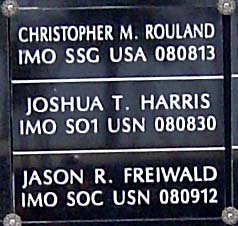 CHRISTOPHER M. ROULAND
IMO SSG USA 080813
JOSHUA T. HARRIS
IMO SO1 USN 080830
JASON R. FREIWALD
IMO SOC USN 080912